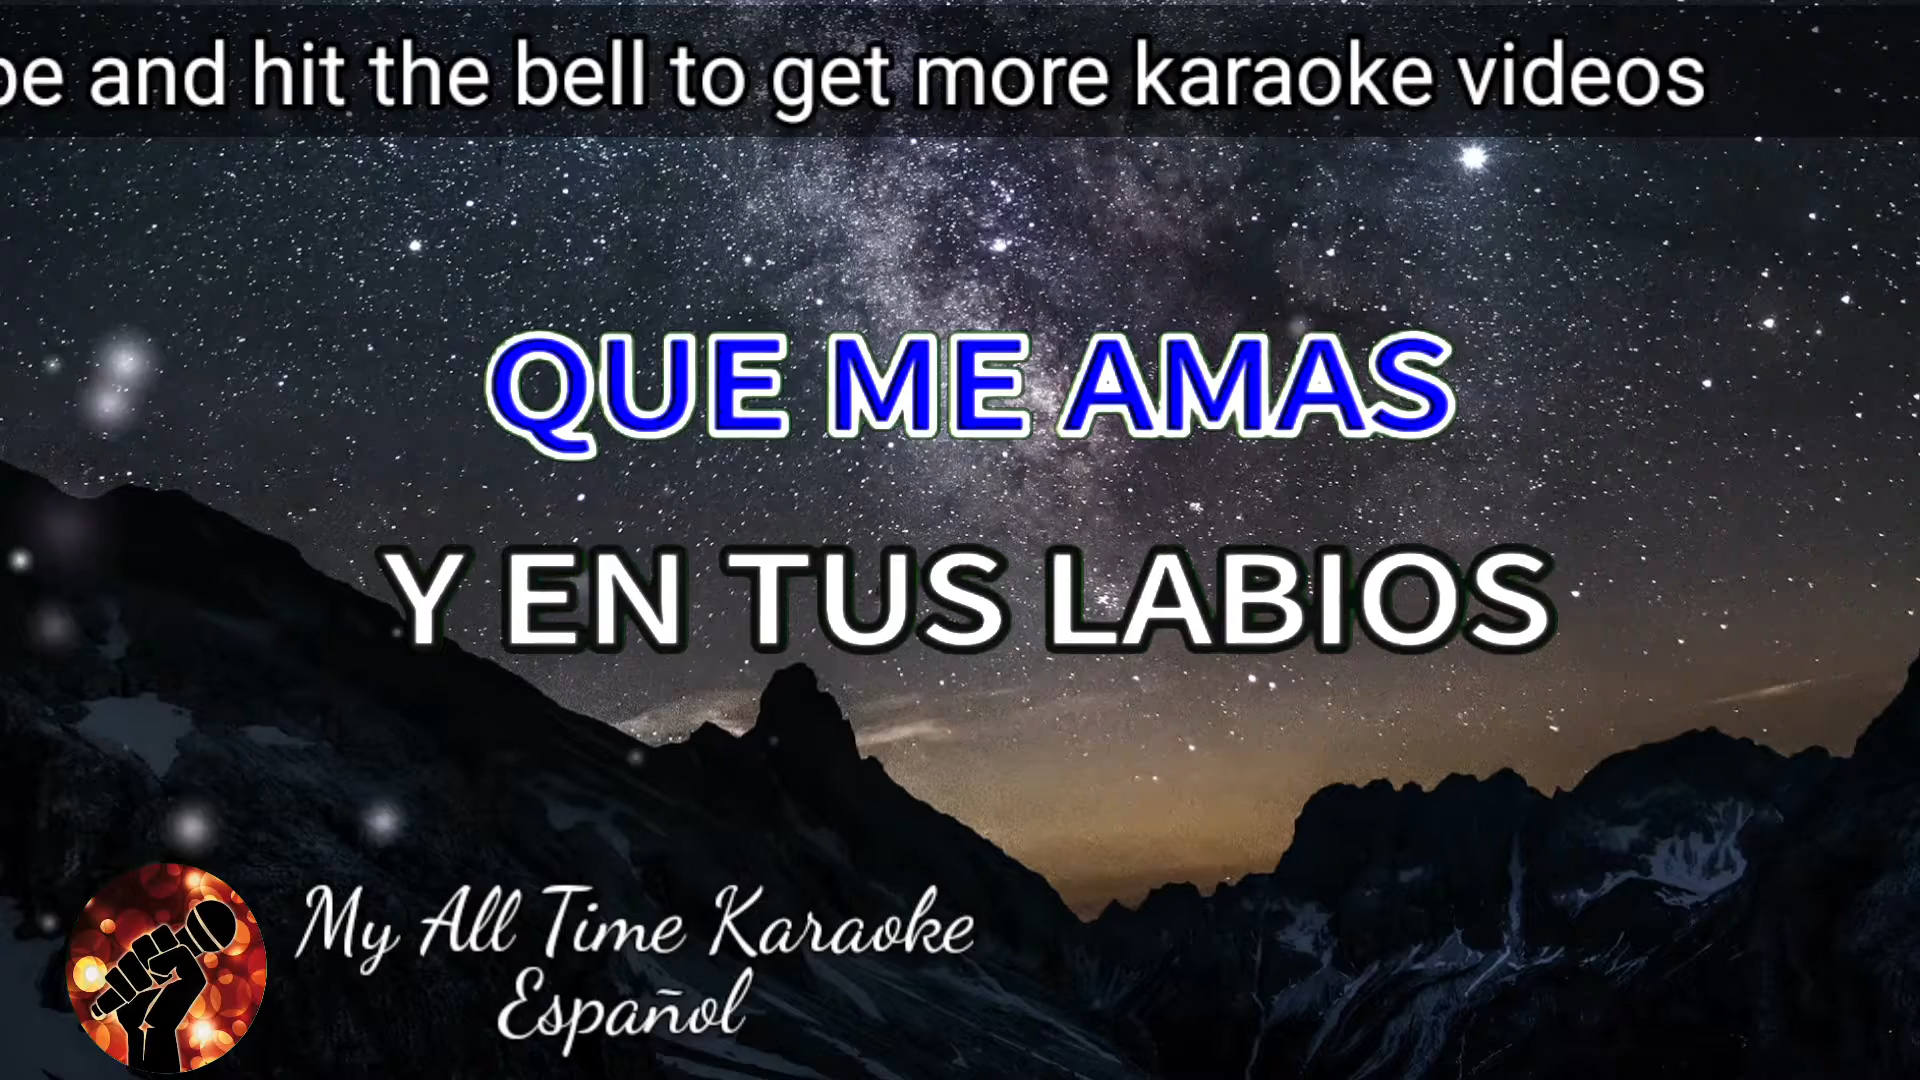 and hit the bell to get more karaoke videos
QUE ME AMAS
Y EN TUS LABIOS
My All Time Karaoke
Español